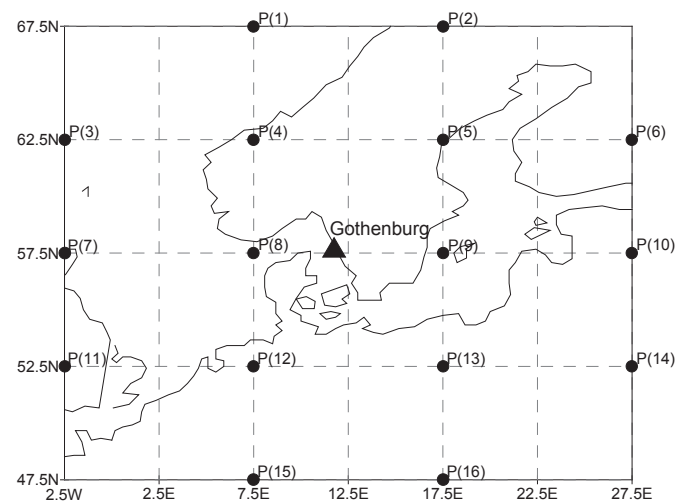 67.5N
P(1)
P(2)
62.5N
P(3)
P(4)
P(5)
P(6)
Gothenburg
57.5N
P(7)
P(8)
P(9)
P(10)
52.5N
P(11)
P(12)
P(13)
P(14)
47.5N
P(15)
P(16)
2.5W
2.5E
7.5E
12.5E
17.5E
22.5E
27.5E